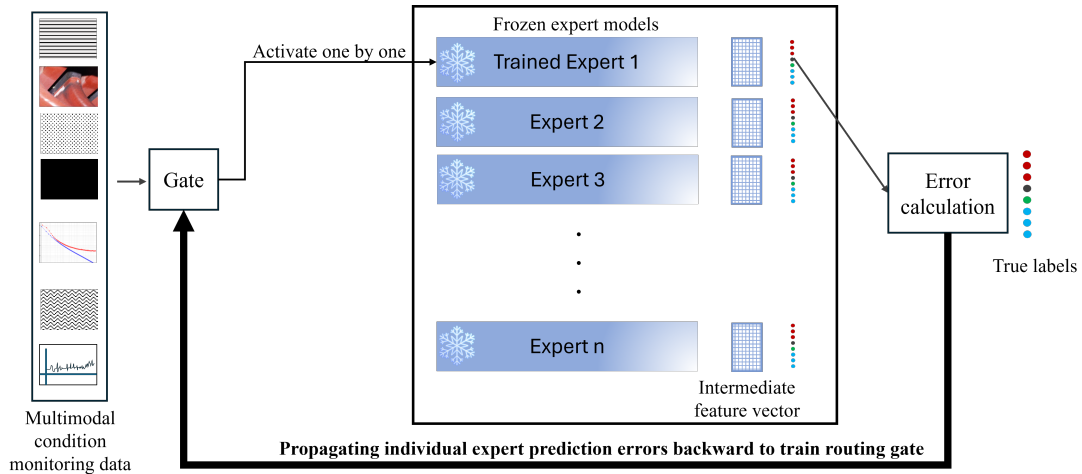 Frozen expert models
Activate one by one
Trained Expert 1
Expert 2
Gate
Expert 3
Error
calculation
True labels
Expert n
Intermediate
feature vector
Multimodal
condition
monitoring data
Propagating individual expert prediction errors backward to train routing gate